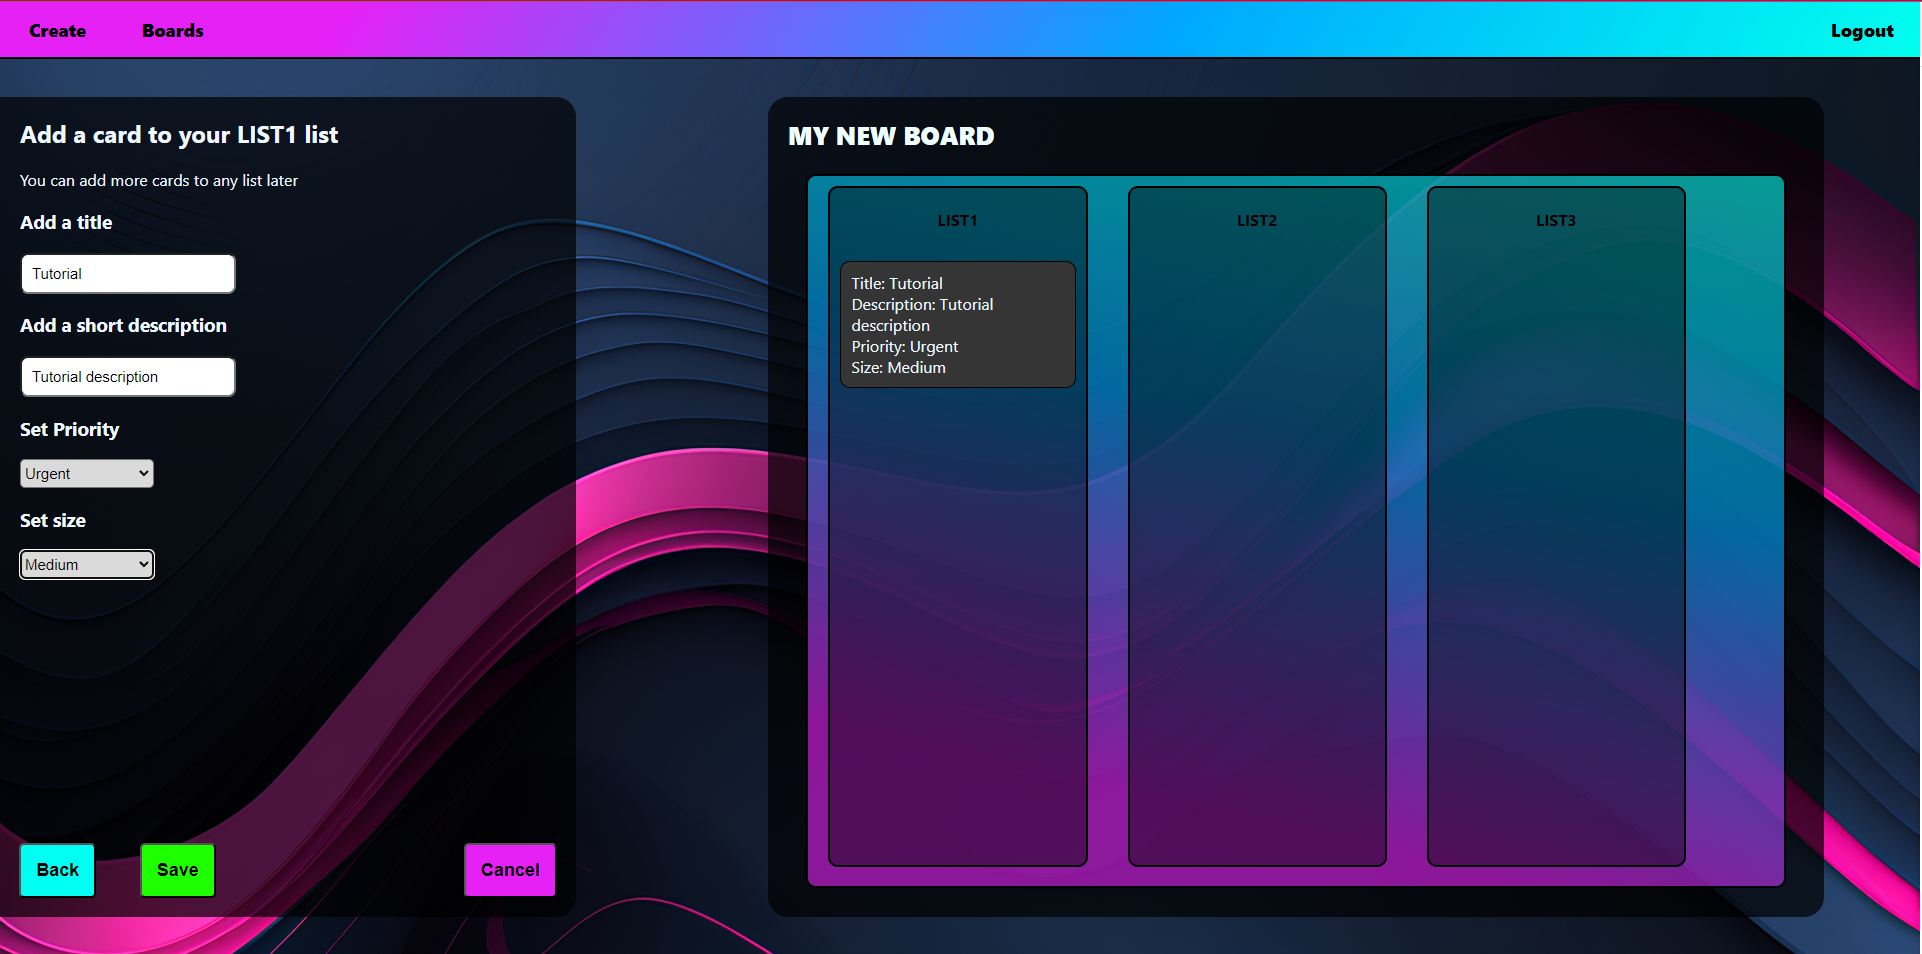 Create
Boards
Logout
Add a card to your LIST1 list
You can add more cards to any list later
Add a title
Tutorial
Add a short description
Tutorial description
Set Priority
Urgent
Set size
Medium
Back
Save
Cancel
MY NEW BOARD
LIST1
Title: Tutorial
Description: Tutorial
description
Priority: Urgent
Size: Medium
LIST2
LIST3